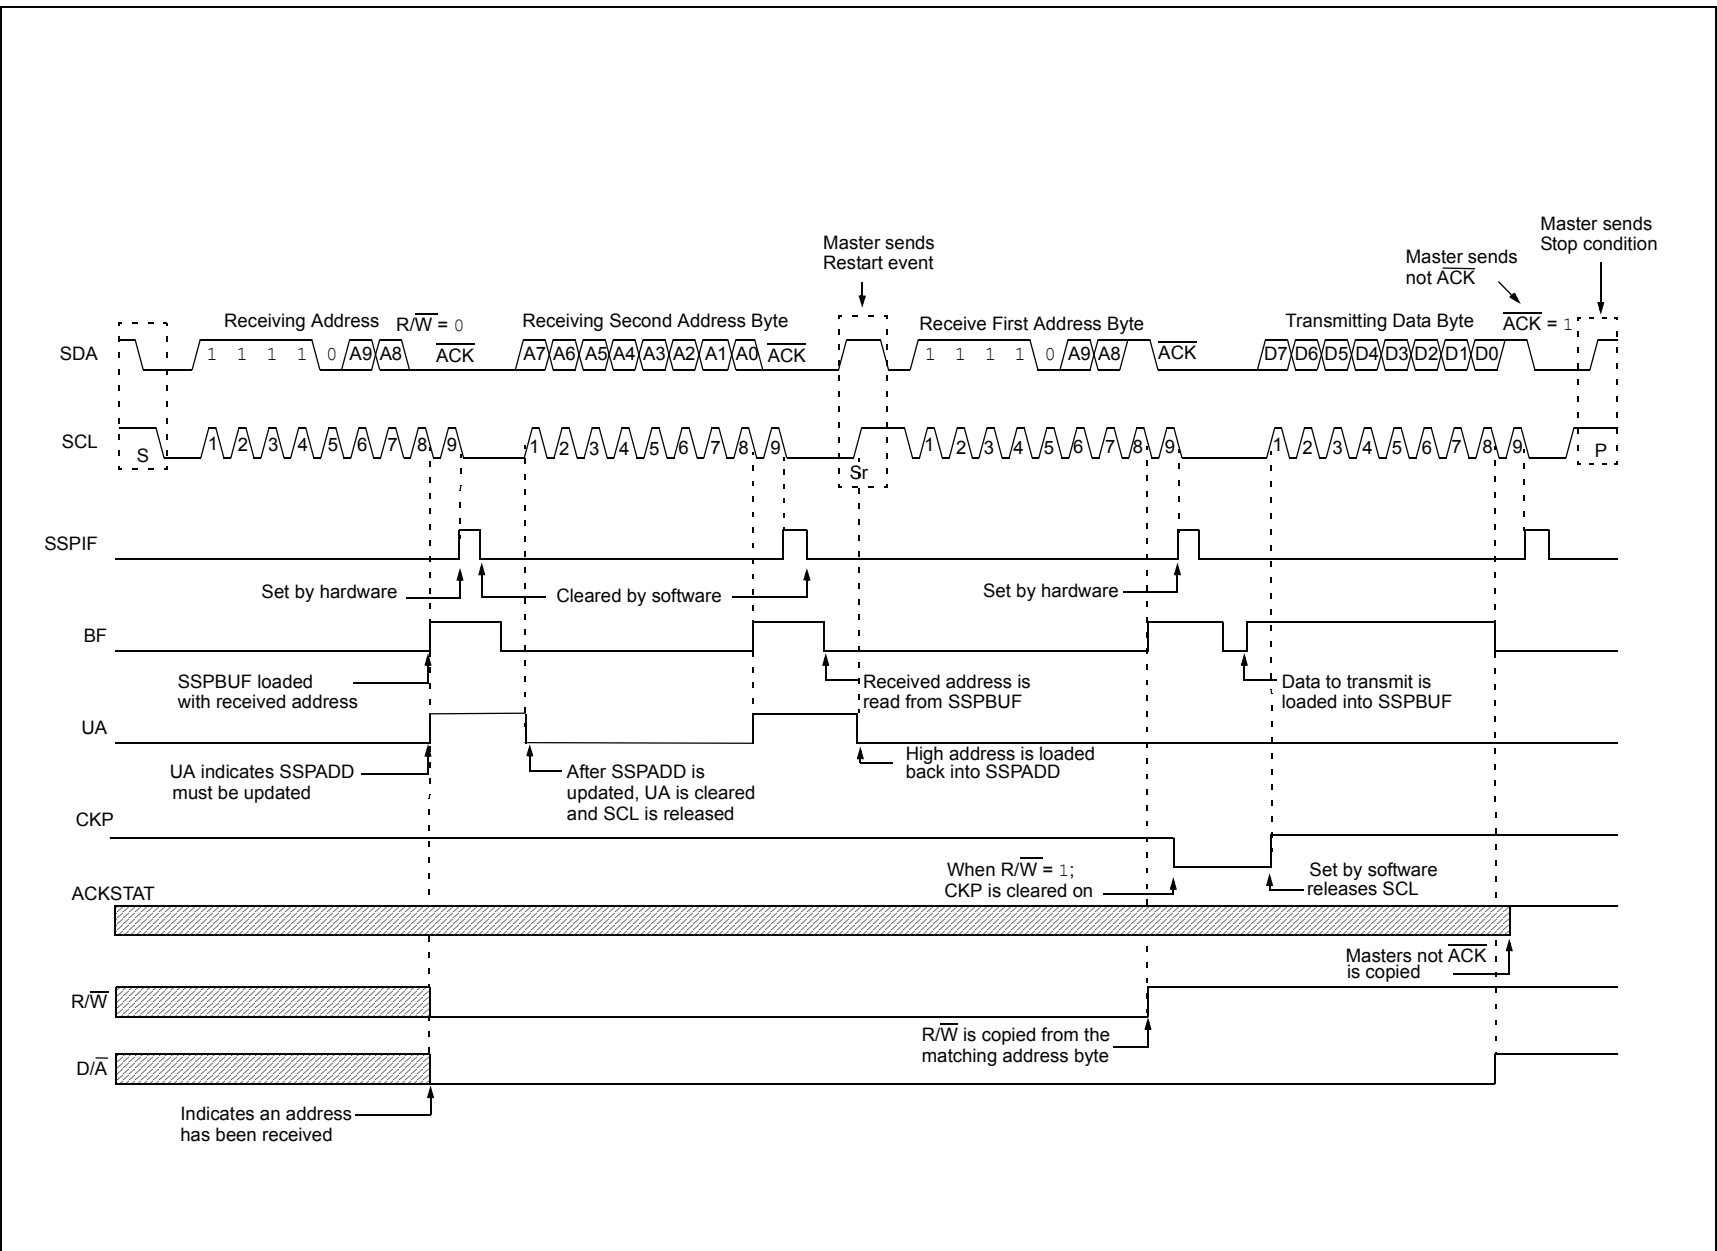 Master sends
Restart event
Master sends
not ACK
Master sends
Stop condition
Receiving Address R/W = 0
Receiving Second Address Byte
Receive First Address Byte
Transmitting Data Byte
ACK = 1
SDA
1 1 1 1 0 A9 A8 ACK
A7 A6 A5 A4 A3 A2 A1 A0 ACK
1 1 1 1 0 A9 A8 ACK
D7 D6 D5 D4 D3 D2 D1 D0
SCL
S
1 2 3 4 5 6 7 8 9
1 2 3 4 5 6 7 8 9
Sr
1 2 3 4 5 6 7 8 9
1 2 3 4 5 6 7 8 9
P
SSPIF
Set by hardware
Cleared by software
Set by hardware
BF
SSPBUF loaded
with received address
Received address is
read from SSPBUF
Data to transmit is
loaded into SSPBUF
UA
UA indicates SSPADD
must be updated
After SSPADD is
updated, UA is cleared
and SCL is released
High address is loaded
back into SSPADD
CKP
When R/W = 1;
CKP is cleared on
Set by software
releases SCL
ACKSTAT
Masters not ACK
is copied
R/W
R/W is copied from the
matching address byte
D/A
Indicates an address
has been received